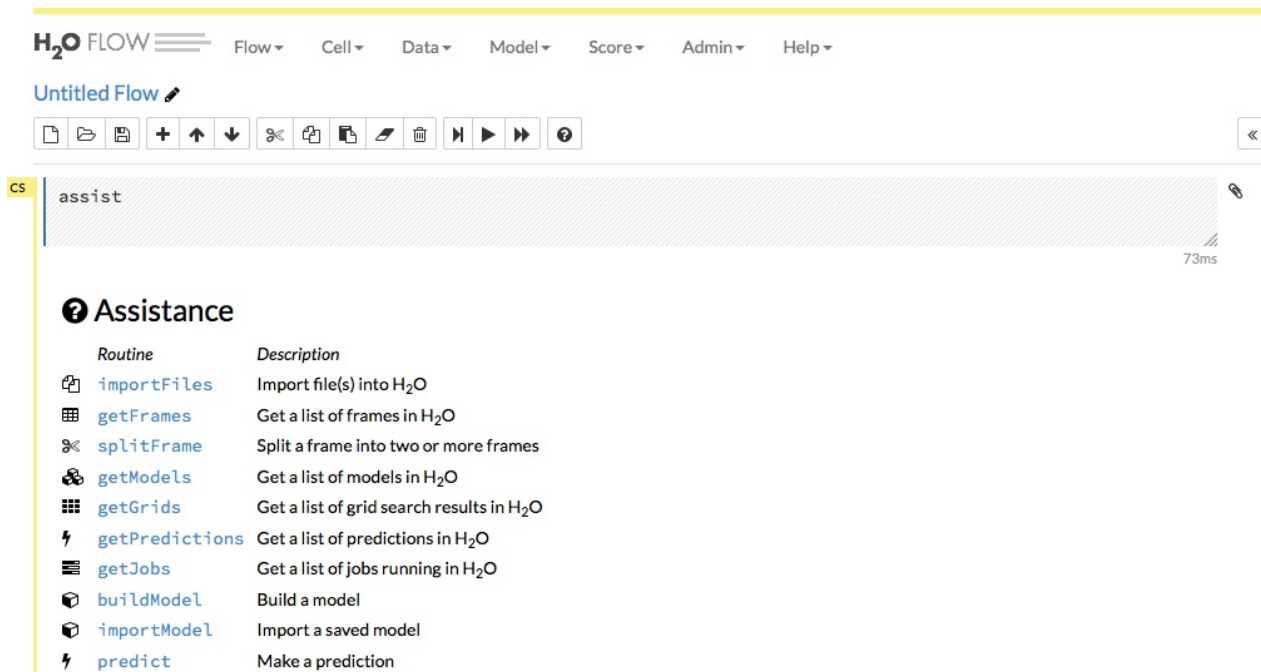 H2O FLOW Flow Cell Data Model Score Admin Help
Untitled Flow
CS assist
73ms
Assistance
Routine Description
importFiles Import file(s) into H2O
getFrames Get a list of frames in H2O
splitFrame Split a frame into two or more frames
getModels Get a list of models in H2O
getGrids Get a list of grid search results in H2O
getPredictions Get a list of predictions in H2O
getJobs Get a list of jobs running in H2O
buildModel Build a model
importModel Import a saved model
predict Make a prediction